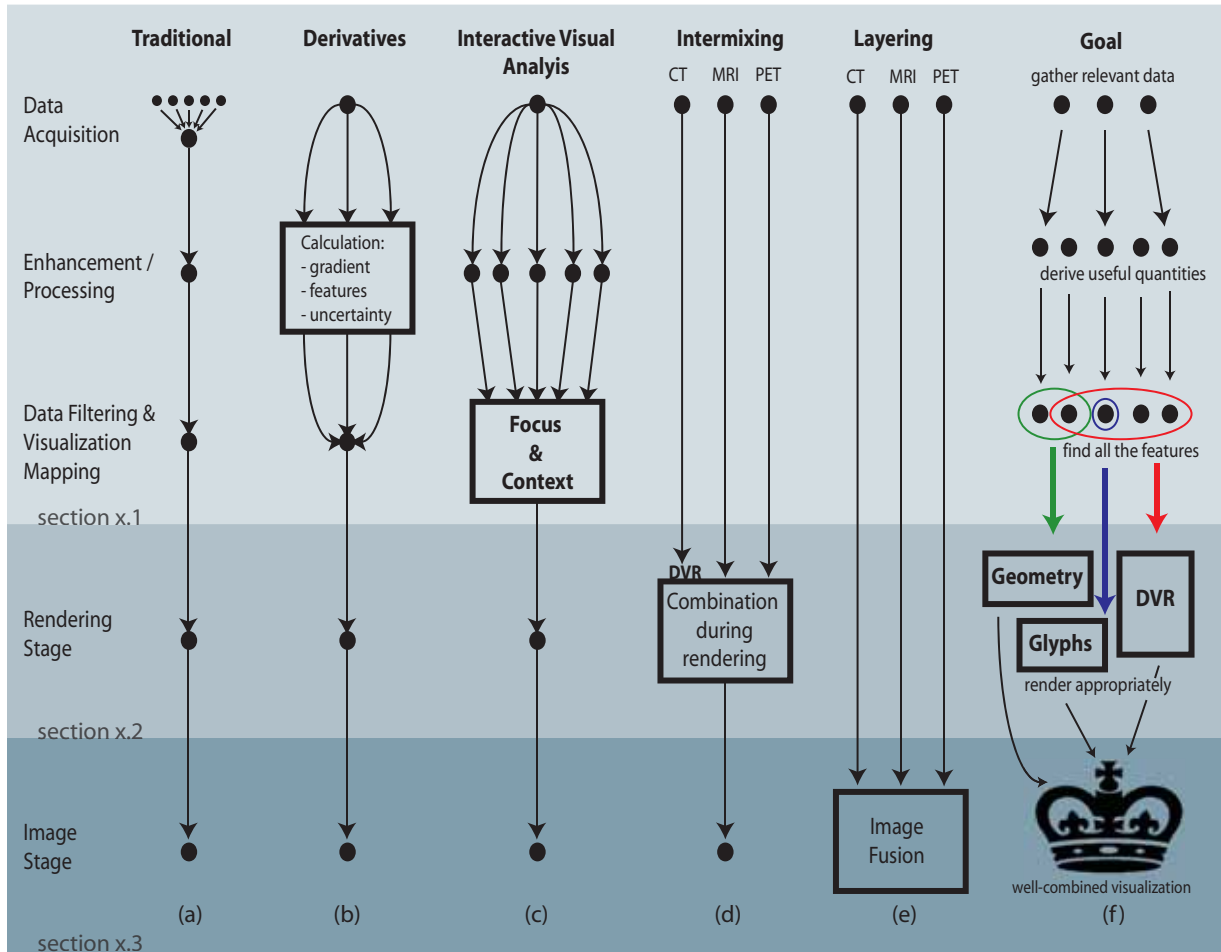 Traditional
Derivatives
Interactive Visual
Analyis
Intermixing
Layering
Goal
CT MRI PET
CT MRI PET
gather relevant data
Data
Acquisition
Enhancement /
Processing
Calculation:
- gradient
- features
- uncertainty
derive useful quantities
Data Filtering &
Visualization
Mapping
Focus
&
Context
find all the features
section x.1
DVR
Combination
during
rendering
Geometry
DVR
Glyphs
Rendering
Stage
render appropriately
section x.2
Image
Stage
Image
Fusion
well-combined visualization
(a)
(b)
(c)
(d)
(e)
(f)
section x.3